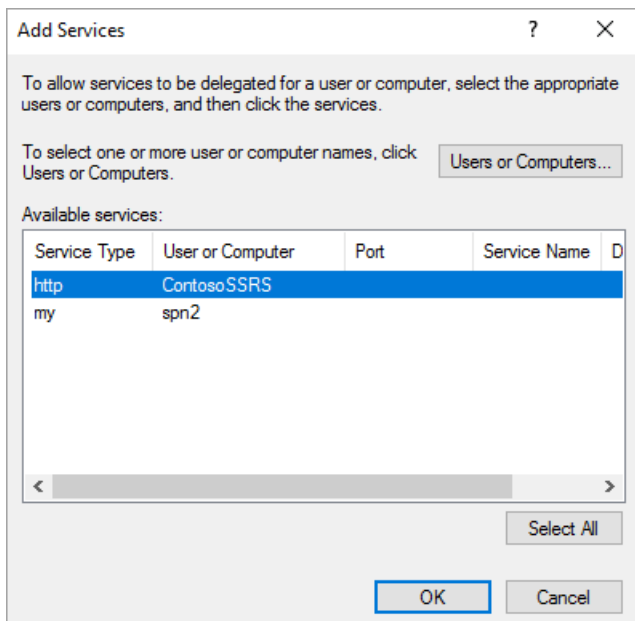 Add Services
To allow services to be delegated for a user or computer, select the appropriate
users or computers, and then click the services.
To select one or more user or computer names, click
Users or Computers.
Users or Computers...
Available services:
Service Type User or Computer Port Service Name D
http ContosoSSRS
my spn2
Select All
OK Cancel